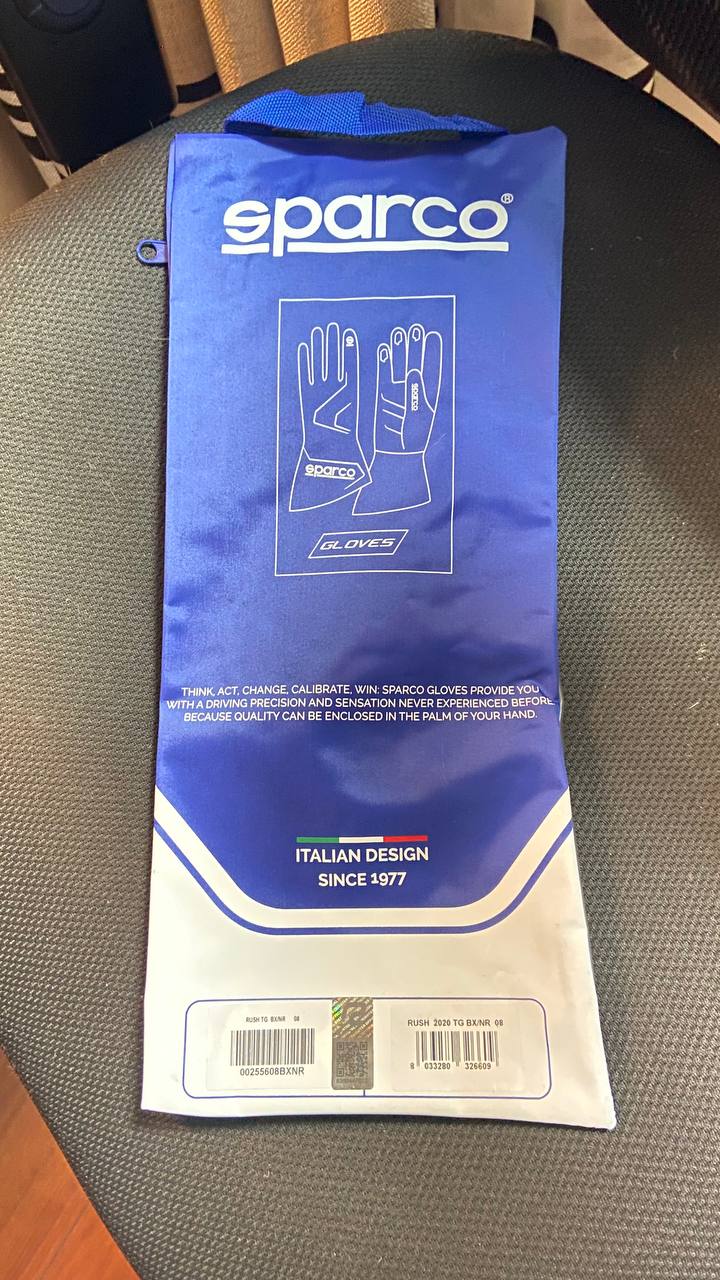 sparco®
sparco
sparco
GLOVES
THINK, ACT, CHANGE, CALIBRATE, WIN: SPARCO GLOVES PROVIDE YOU
WITH A DRIVING PRECISION AND SENSATION NEVER EXPERIENCED BEFORE
BECAUSE QUALITY CAN BE ENCLOSED IN THE PALM OF YOUR HAND.
ITALIAN DESIGN
SINCE 1977
RUSH TG BX/NR 08
00255608BXNR
RUSH 2020 TG BX/NR 08
8 033280 326609